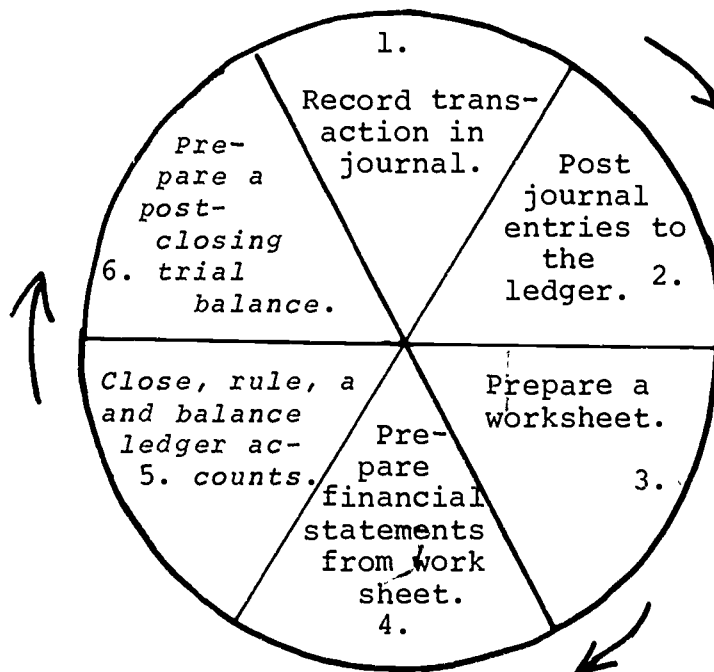 1.
Record trans-
action in
journal.
Post
journal
entries to
the
ledger. 2.
Prepare a
worksheet.
3.
Pre-
pare
financial
statements
from work
sheet.
4.
Close, rule, a
and balance
ledger ac-
5. counts.
Pre-
pare a
post-
closing
6. trial
balance.